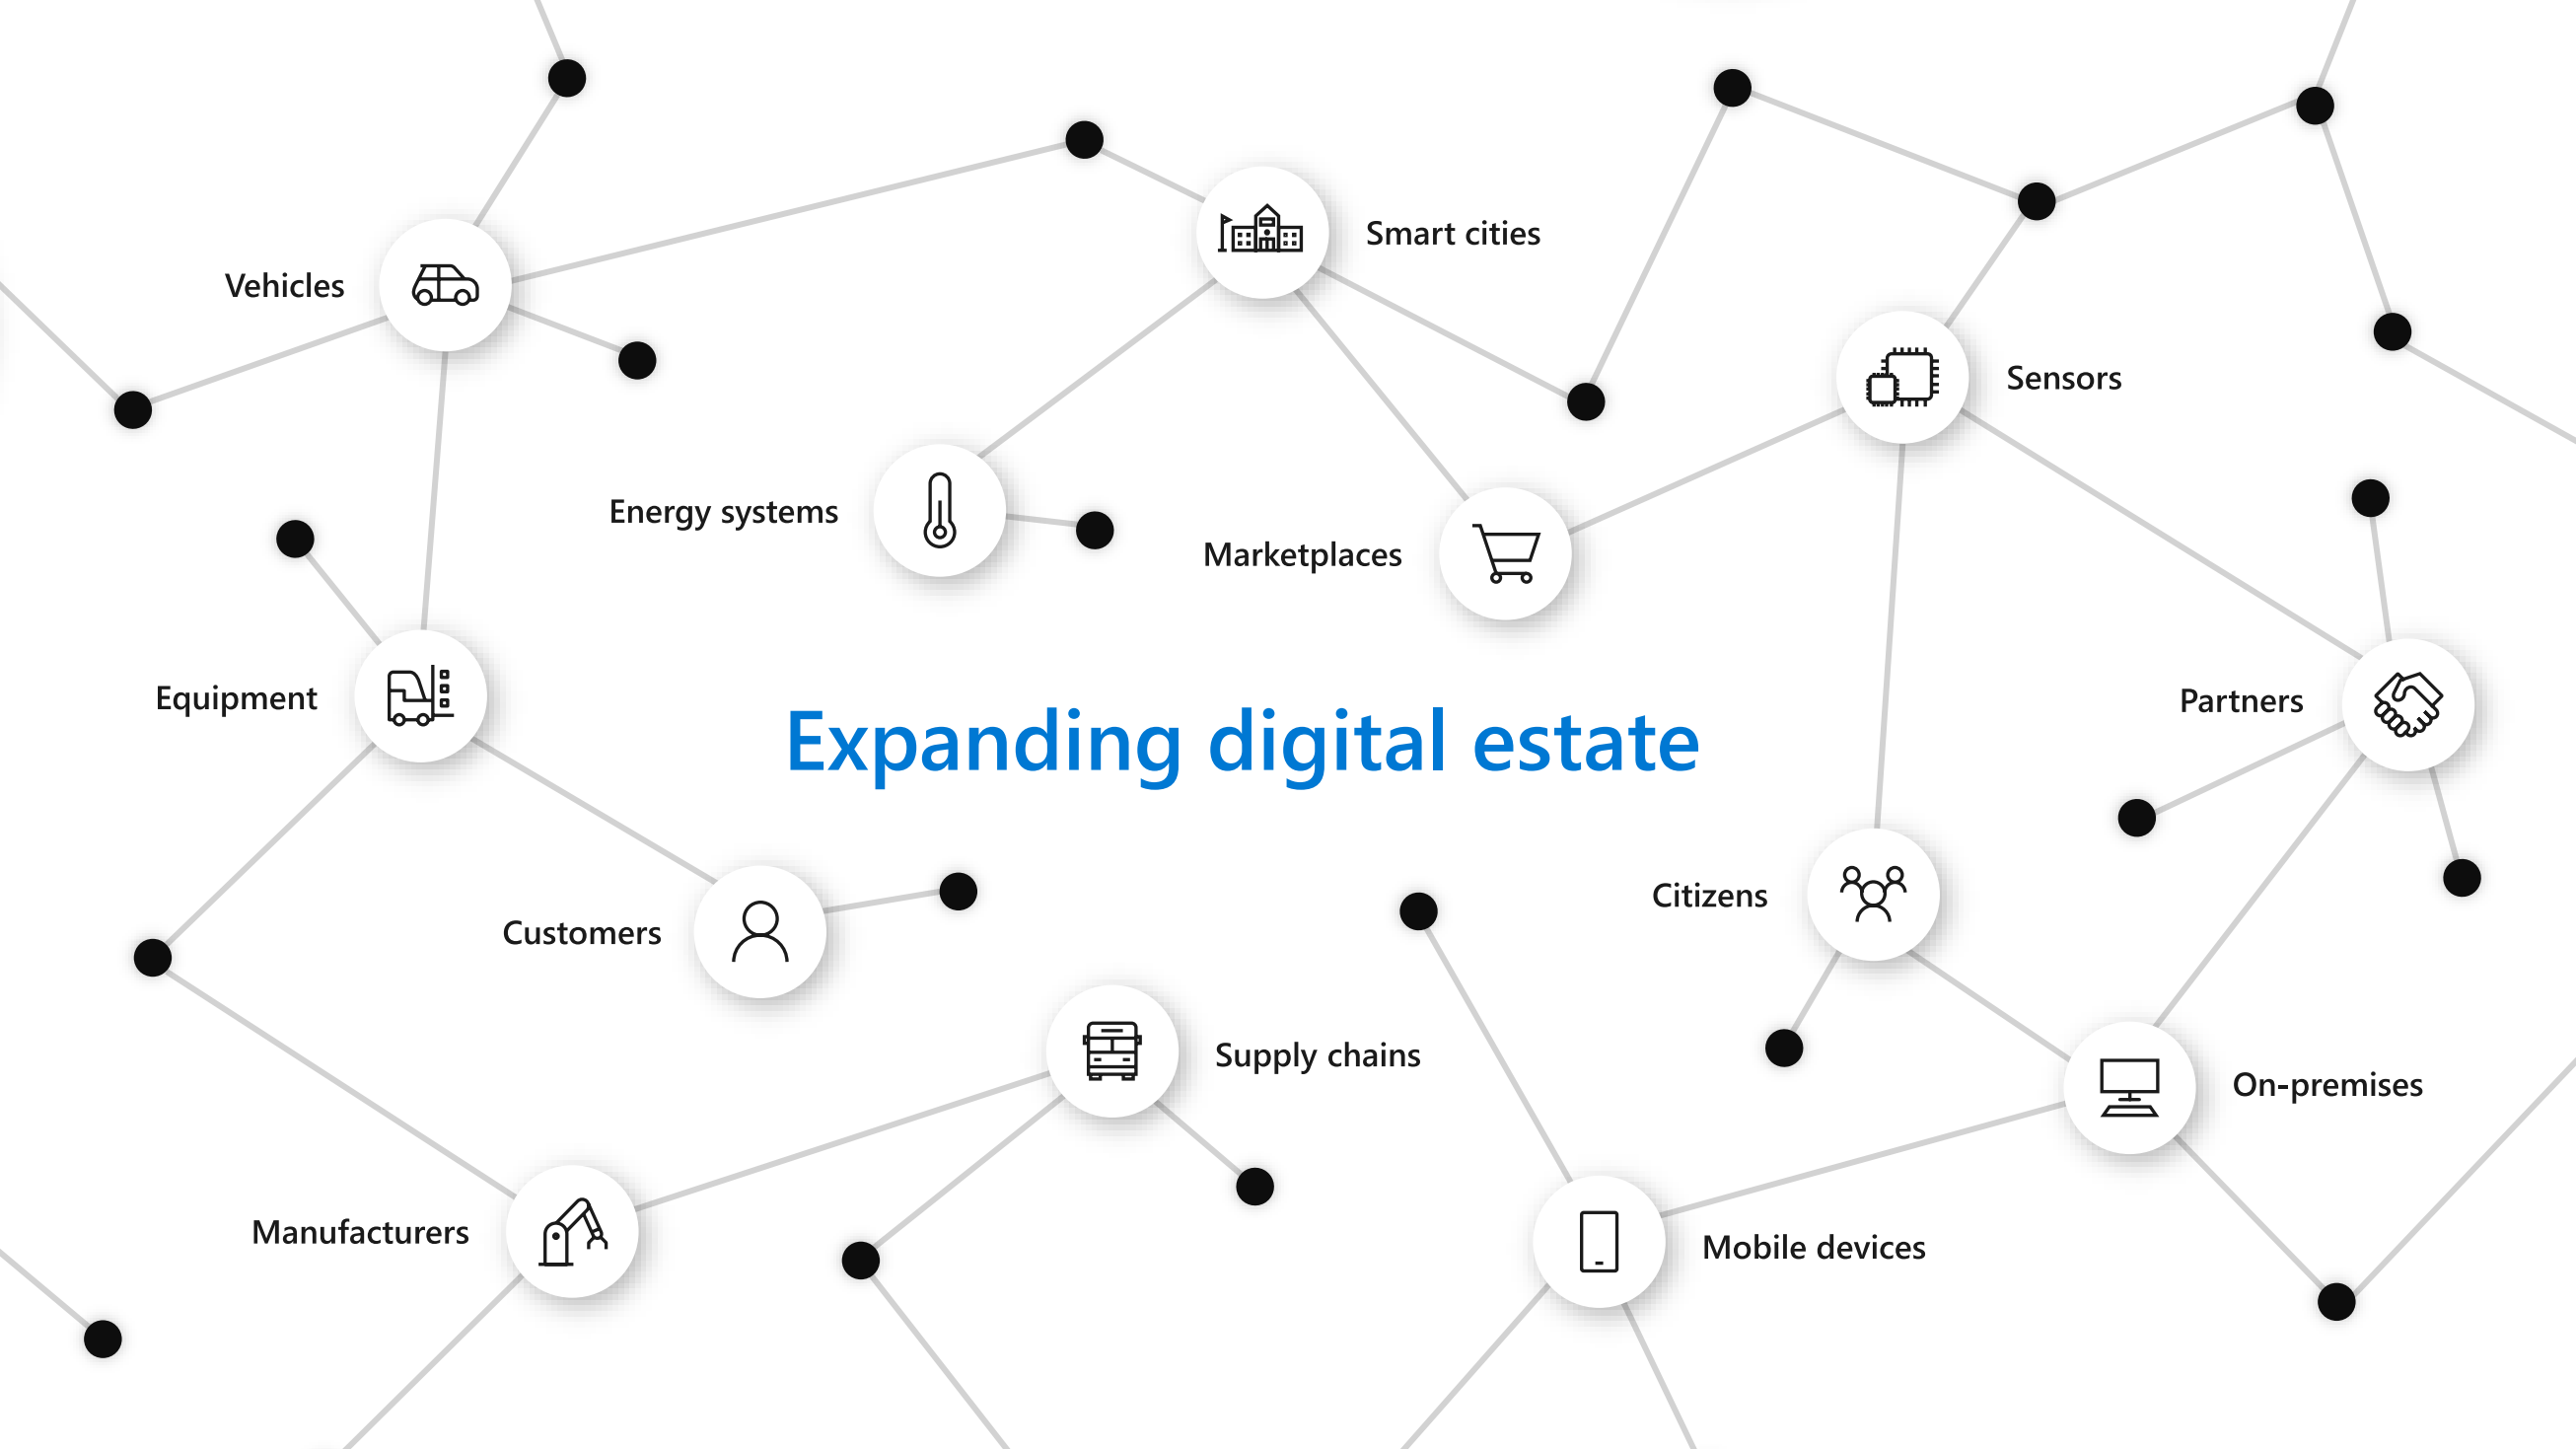 Smart cities
Vehicles
Sensors
Energy systems
Marketplaces
Equipment
Partners
Expanding digital estate
Citizens
Customers
Supply chains
On-premises
Manufacturers
Mobile devices